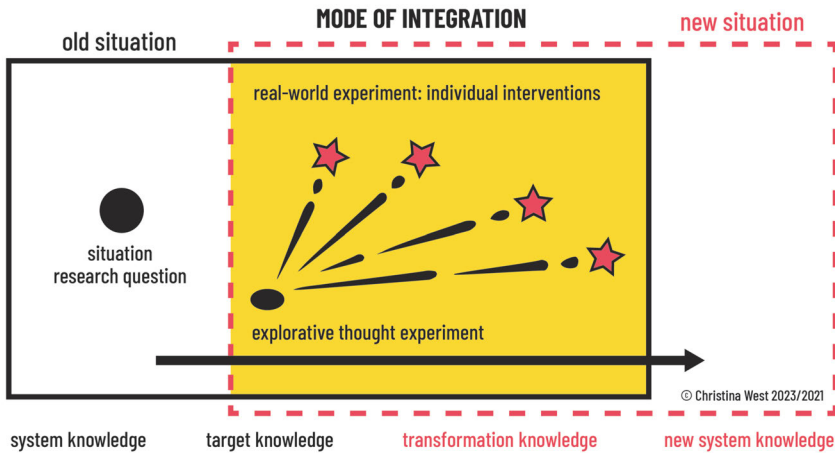 MODE OF INTEGRATION
old situation
new situation
real-world experiment: individual interventions
situation
research question
explorative thought experiment
© Christina West 2023/2021
system knowledge
target knowledge
transformation knowledge
new system knowledge